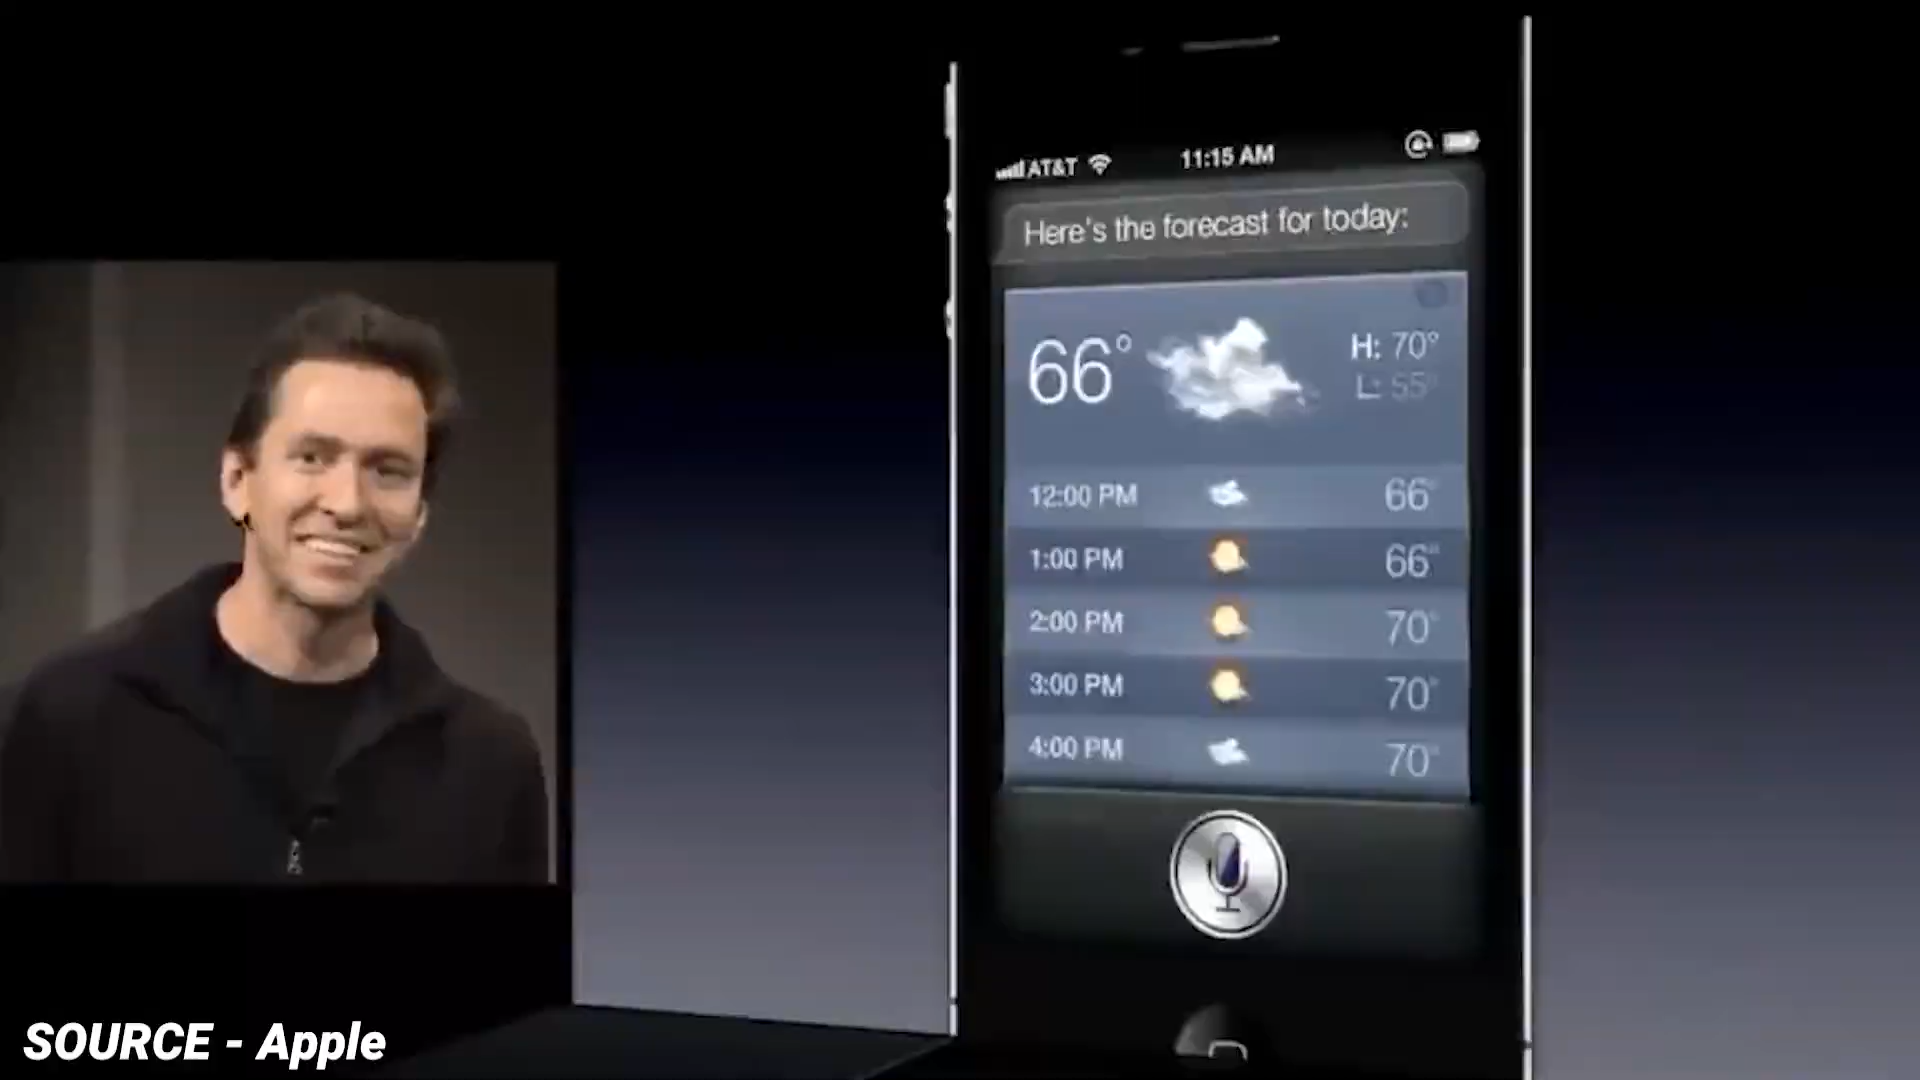 AT&T 11:15 AM
Here's the forecast for today:
66° H: 70°
L: 55°
12:00 PM 66°
1:00 PM 66°
2:00 PM 70°
3:00 PM 70°
4:00 PM 70°
SOURCE - Apple